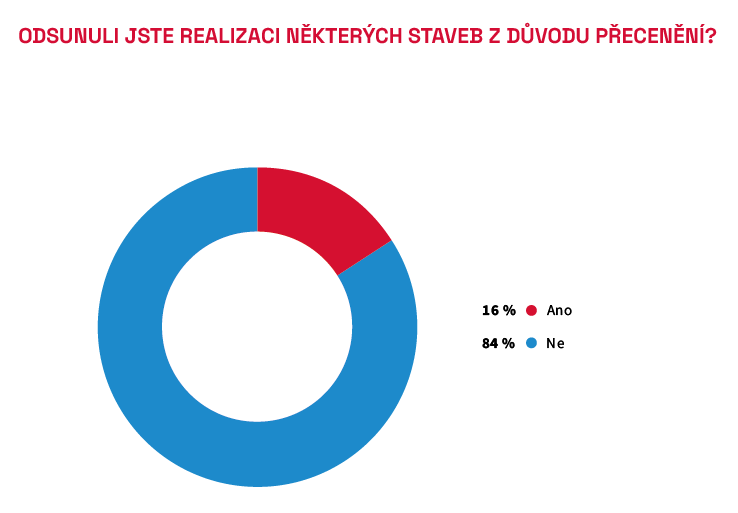 ODSUNULI JSTE REALIZACI NĚKTERÝCH STAVEB Z DŮVODU PŘECENĚNÍ?
16 % Ano
84 % Ne